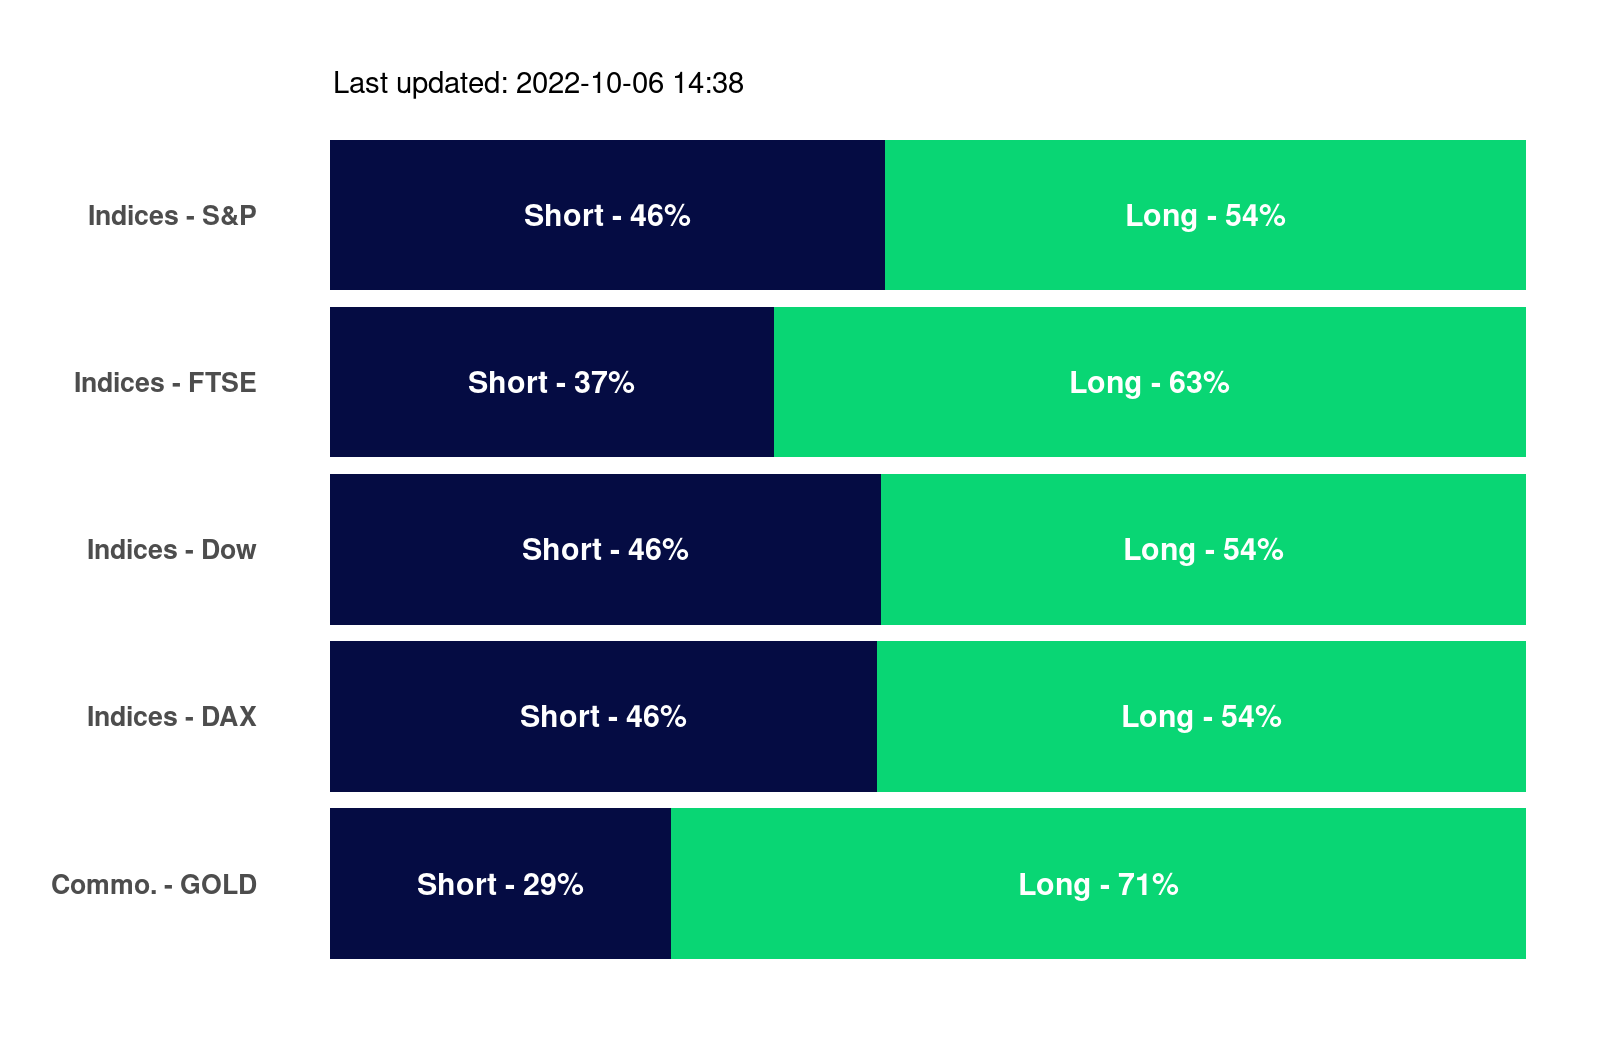 Last updated: 2022-10-06 14:38
Indices - S&P Short - 46% Long - 54%
Indices - FTSE Short - 37% Long - 63%
Indices - Dow Short - 46% Long - 54%
Indices - DAX Short - 46% Long - 54%
Commo. - GOLD Short - 29% Long - 71%